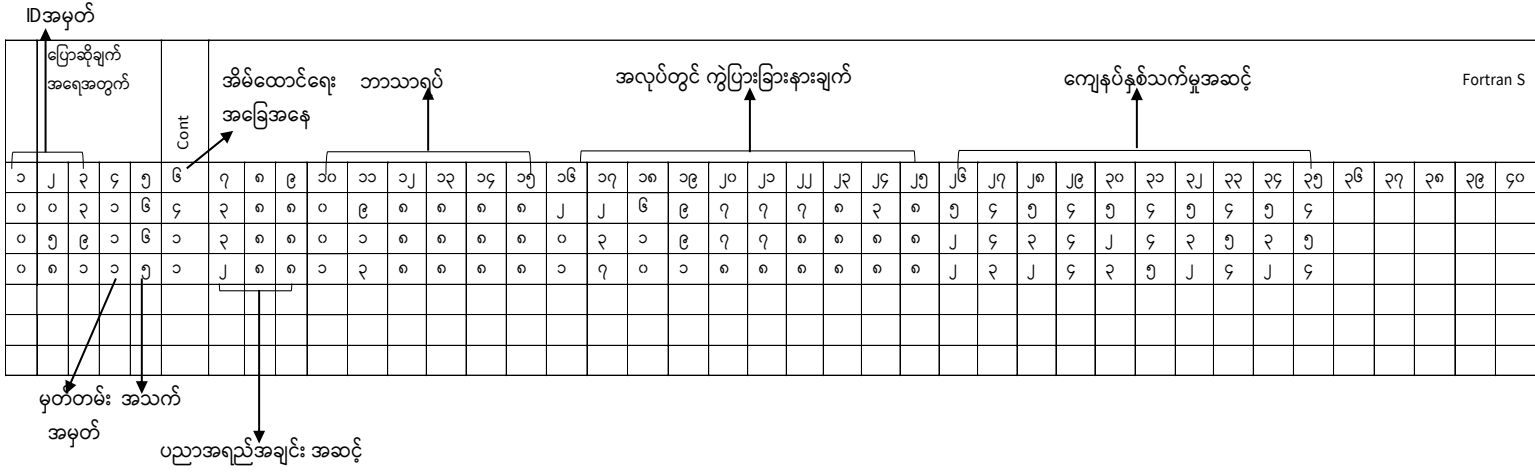 IDအမှတ်
ပြောဆိုချက်
အရေအတွက်
Cont
အိမ်ထောင်ရေး
အခြေအနေ
ဘာသာရပ်
အလုပ်တွင် ကွဲပြားခြားနားချက်
ကျေနပ်နှစ်သက်မှုအဆင့်
Fortran S
၁ ၂ ၃ ၄ ၅ ၆ ၇ ၈ ၉ ၁၀ ၁၁ ၁၂ ၁၃ ၁၄ ၁၅ ၁၆ ၁၇ ၁၈ ၁၉ ၂၀ ၂၁ ၂၂ ၂၃ ၂၄ ၂၅ ၂၆ ၂၇ ၂၈ ၂၉ ၃၀ ၃၁ ၃၂ ၃၃ ၃၄ ၃၅ ၃၆ ၃၇ ၃၈ ၃၉ ၄၀
၀ ၀ ၃ ၁ ၆ ၄ ၃ ၈ ၈ ၀ ၉ ၈ ၈ ၈ ၈ ၂ ၂ ၆ ၉ ၇ ၇ ၇ ၈ ၃ ၈ ၅ ၄ ၅ ၄ ၅ ၄ ၅ ၄ ၅ ၄
၀ ၅ ၉ ၁ ၆ ၁ ၃ ၈ ၈ ၀ ၁ ၈ ၈ ၈ ၈ ၀ ၃ ၁ ၉ ၇ ၇ ၈ ၈ ၈ ၈ ၂ ၄ ၃ ၄ ၂ ၄ ၃ ၅ ၃ ၅
၀ ၈ ၁ ၁ ၅ ၁ ၂ ၈ ၈ ၁ ၃ ၈ ၈ ၈ ၈ ၁ ၇ ၀ ၁ ၈ ၈ ၈ ၈ ၈ ၈ ၂ ၃ ၂ ၄ ၃ ၅ ၂ ၄ ၂ ၄
မှတ်တမ်း အသက်
အမှတ်
ပညာအရည်အချင်း အဆင့်